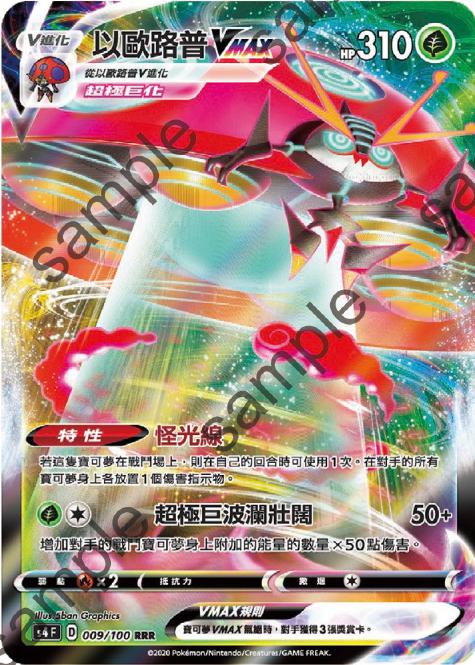 V進化
以歐路普VMAX
HP310
從以歐路普V進化
超極巨化
sample
sample
sample
sample
特性 怪光線
若這隻寶可夢在戰鬥場上,則在自己的回合時可使用1次。在對手的所有
寶可夢身上各放置1個傷害指示物。
超極巨波瀾壯闊 50+
增加對手的戰鬥寶可夢身上附加的能量的數量×50點傷害。
弱點 ×2 抵抗力 撤退
Illus. 5ban Graphics
s4 F D 009/100 RRR
VMAX規則
寶可夢VMAX氣絕時,對手獲得3張獎賞卡。
©2020 Pokémon/Nintendo/Creatures/GAME FREAK.